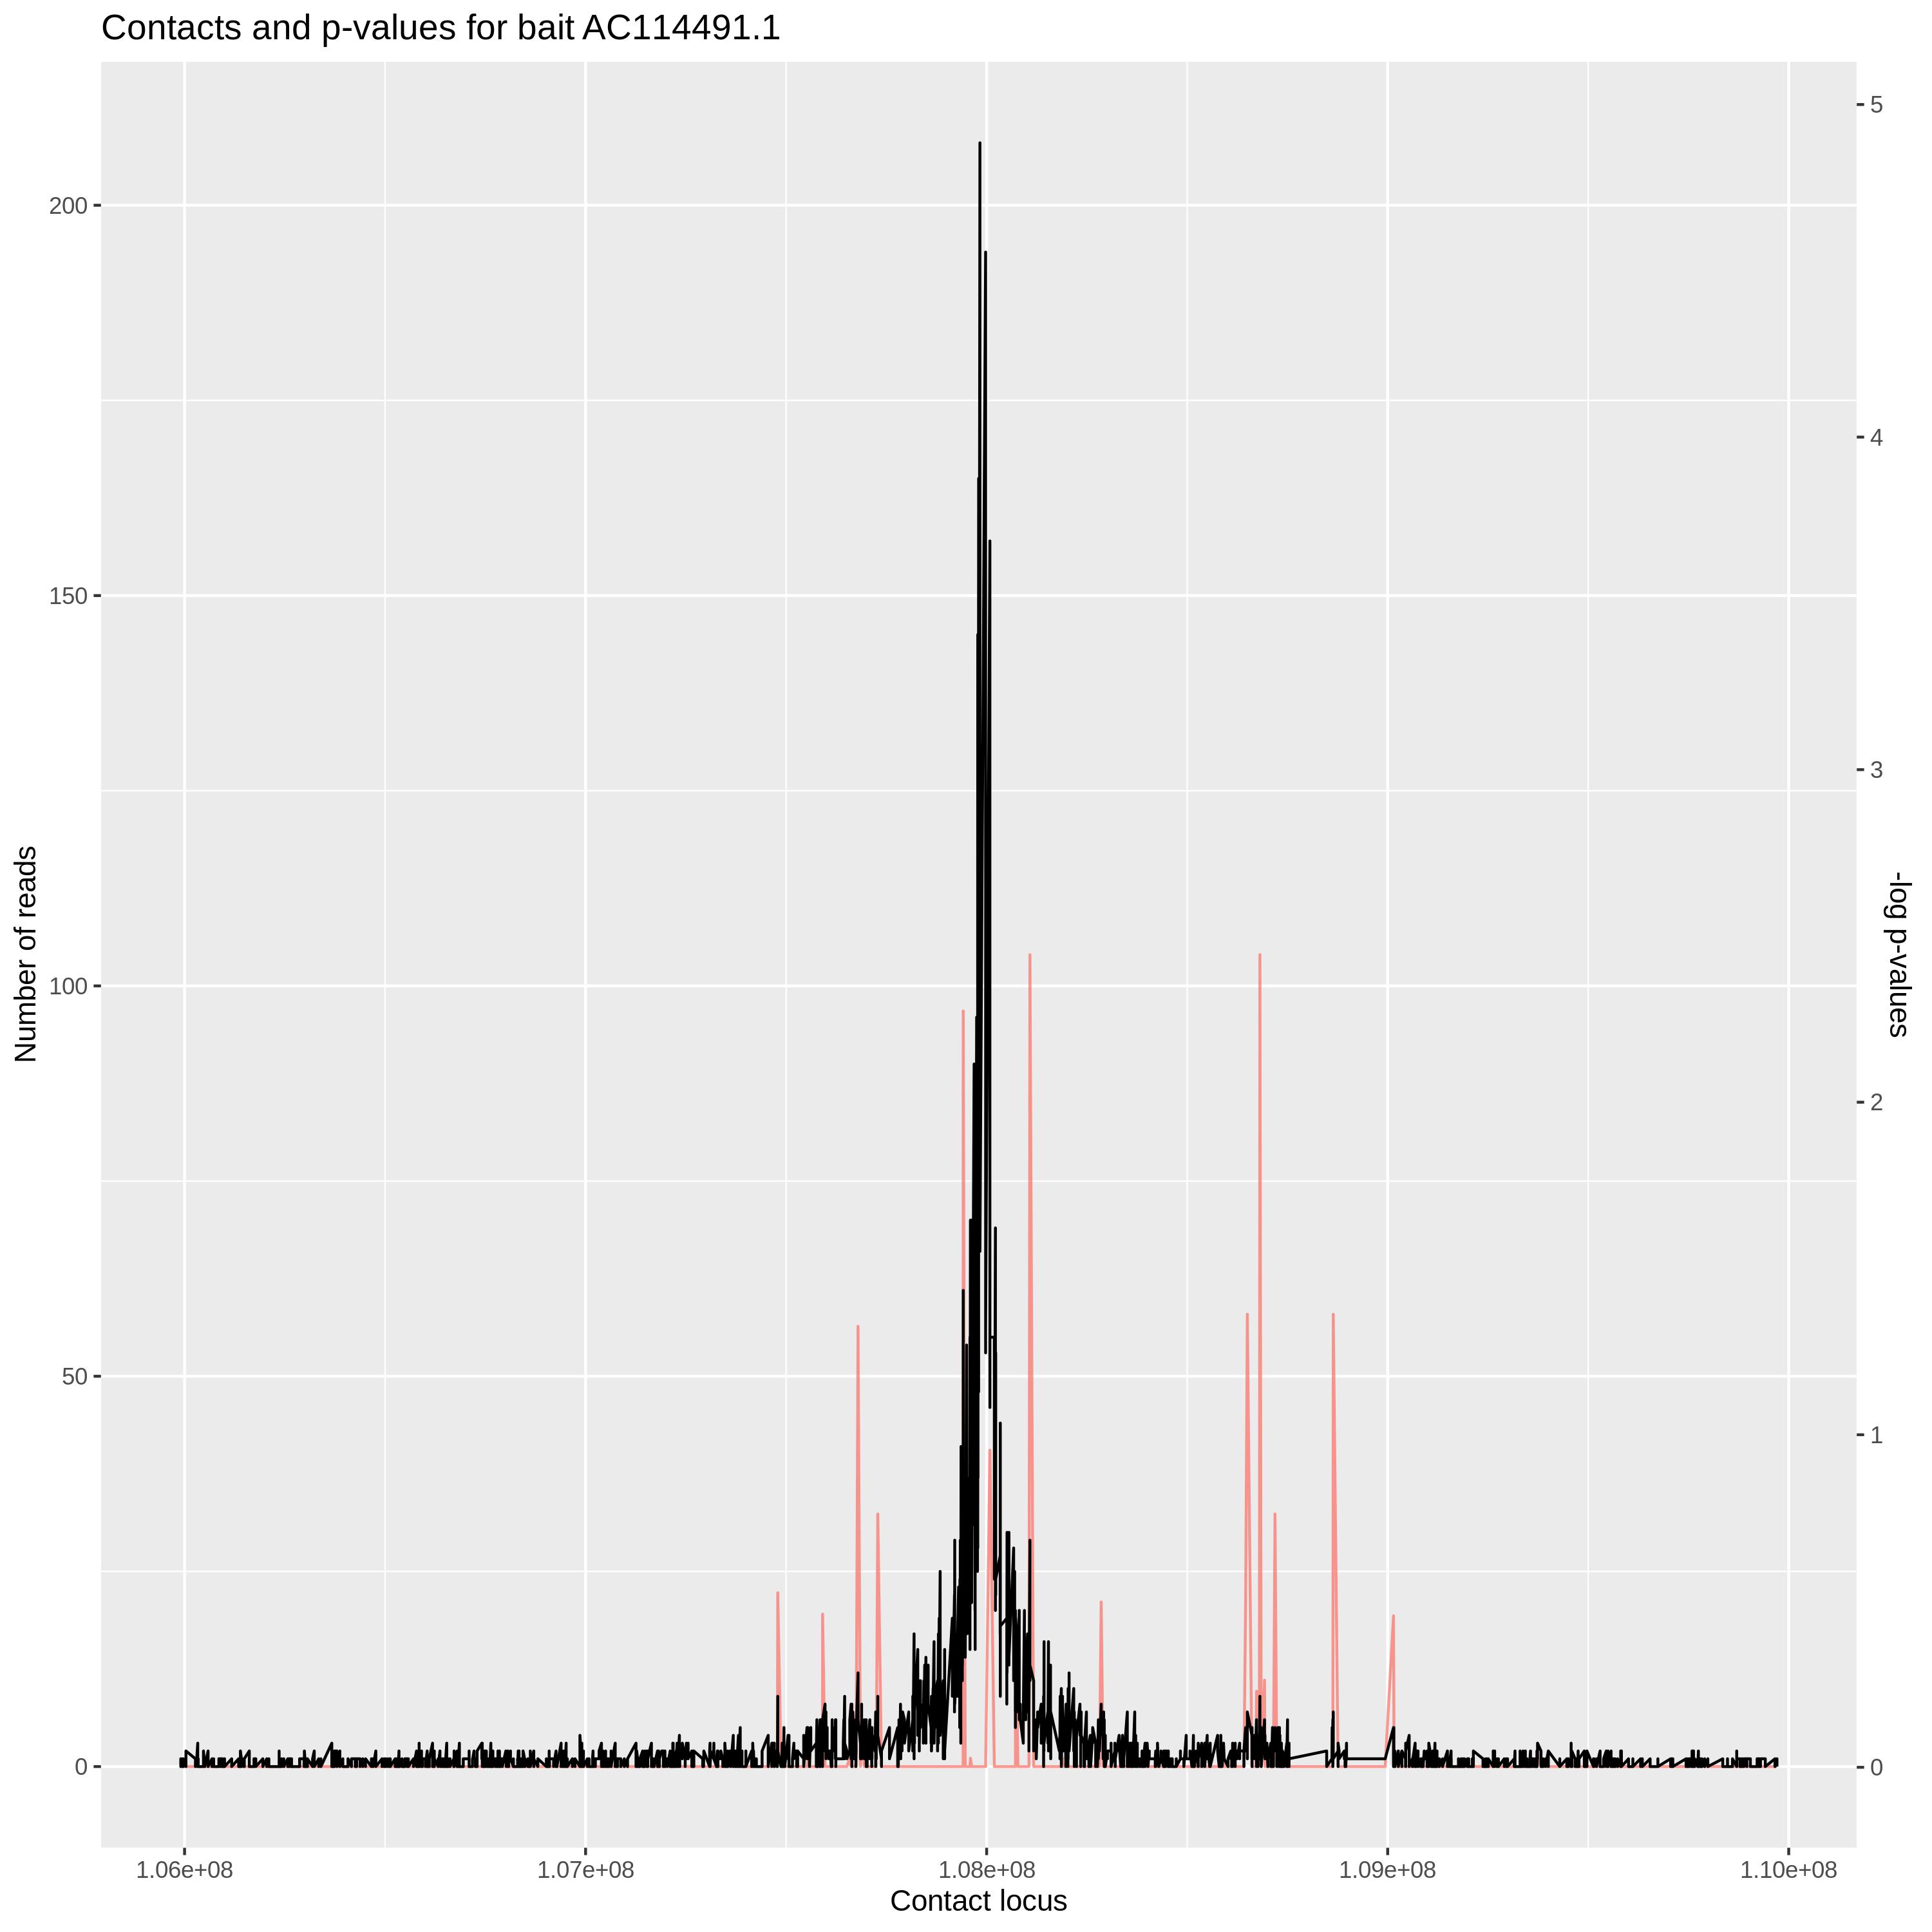 Contacts and p-values for bait AC114491.1
200
150
100
50
0
5
4
3
2
1
0
Number of reads
-log p-values
1.06e+08
1.07e+08
1.08e+08
1.09e+08
1.10e+08
Contact locus